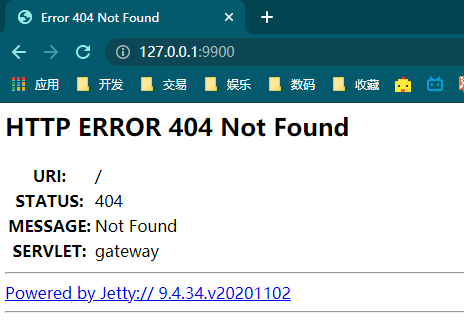 Error 404 Not Found
127.0.0.1:9900
应用 开发 交易 娱乐 数码 收藏
HTTP ERROR 404 Not Found
URI: /
STATUS: 404
MESSAGE: Not Found
SERVLET: gateway
Powered by Jetty:// 9.4.34.v20201102